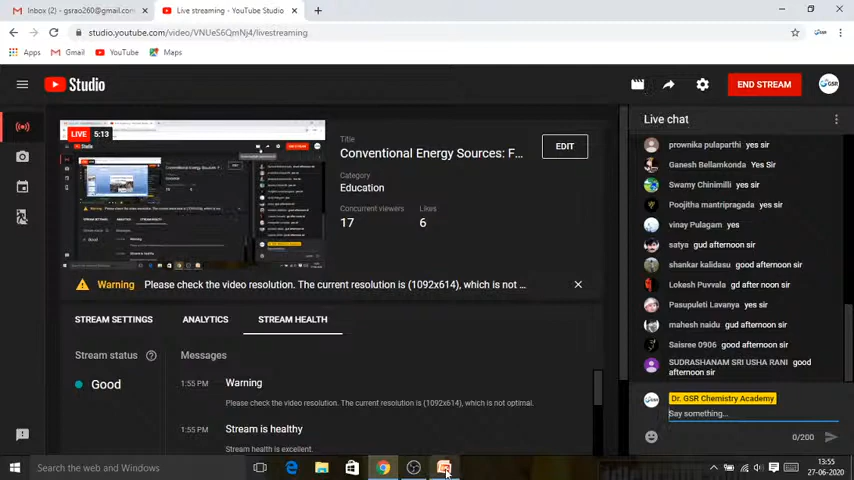 Inbox (2) - gsrao260@gmail.com
Live streaming - YouTube Studio
studio.youtube.com/video/VNUeS6QmNj4/livestreaming
Apps Gmail YouTube Maps
Studio
END STREAM
LIVE 5:13
Title
Conventional Energy Sources: F...
EDIT
Category
Education
Concurrent viewers Likes
17 6
Warning Please check the video resolution. The current resolution is (1092x614), which is not ...
STREAM SETTINGS ANALYTICS STREAM HEALTH
Stream status Messages
Good
1:55 PM Warning
Please check the video resolution. The current resolution is (1092x614), which is not optimal.
1:55 PM Stream is healthy
Stream health is excellent.
Live chat
prownika pulaparthi yes sir
Ganesh Bellamkonda Yes Sir
Swamy Chinimilli yes sir
Poojitha mantripragada yes sir
vinay Pulagam yes
satya gud afternoon sir
shankar kalidasu good afternoon sir
Lokesh Puvvala gd after noon sir
Pasupuleti Lavanya yes sir
mahesh naidu gud afternoon sir
Saisree 0906 good afternoon sir
SUDRASHANAM SRI USHA RANI good
afternoon sir
Dr. GSR Chemistry Academy
Say something...
0/200
Search the web and Windows
13:55
27-06-2020